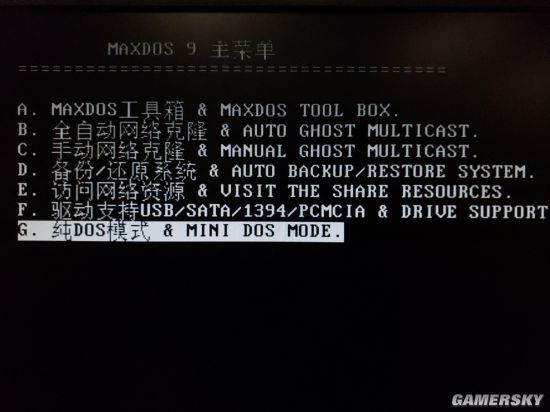 MAXDOS 9 主菜单
============================================
A. MAXDOS工具箱 & MAXDOS TOOL BOX.
B. 全自动网络克隆 & AUTO GHOST MULTICAST.
C. 手动网络克隆 & MANUAL GHOST MULTICAST.
D. 备份/还原系统 & AUTO BACKUP/RESTORE SYSTEM.
E. 访问网络资源 & VISIT THE SHARE RESOURCES.
F. 驱动支持USB/SATA/1394/PCMCIA & DRIVE SUPPORT
G. 纯DOS模式 & MINI DOS MODE.
GAMERSKY